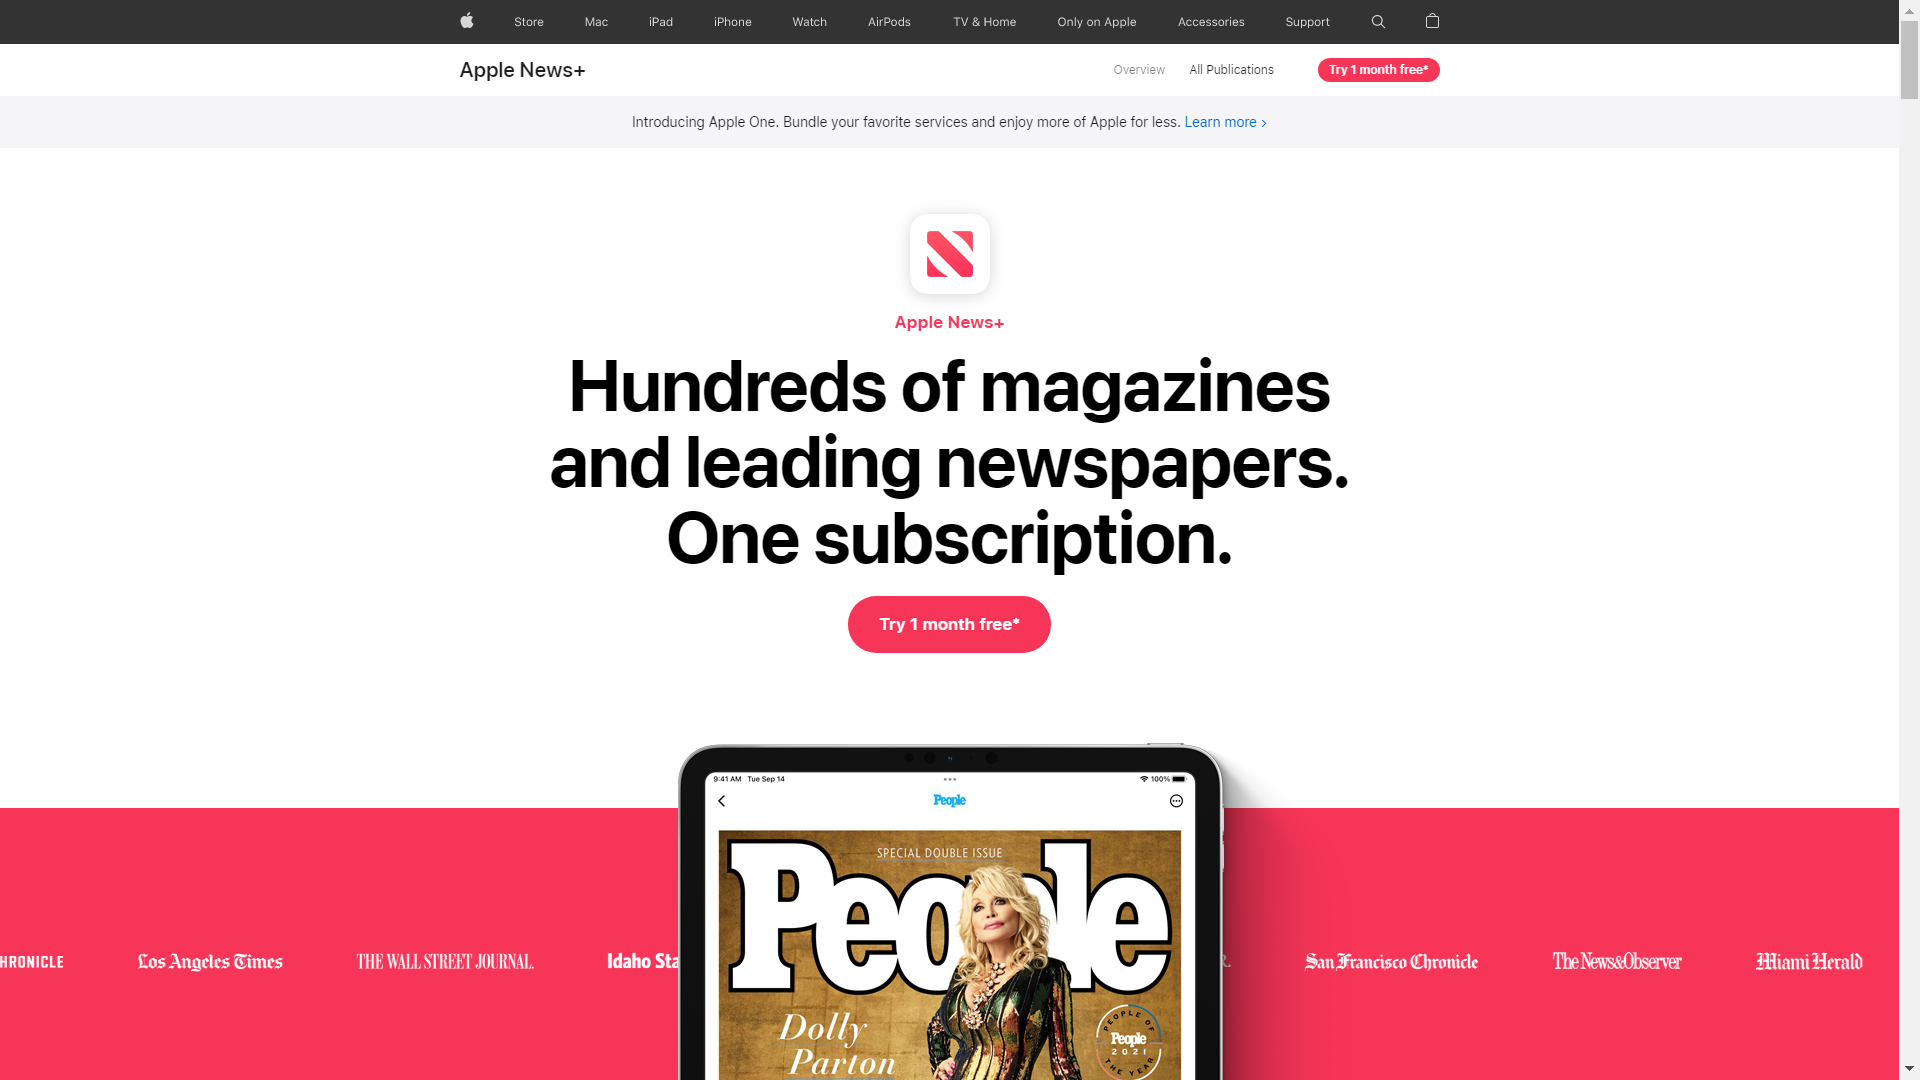 Store Mac iPad iPhone Watch AirPods TV & Home Only on Apple Accessories Support
Apple News+
Overview All Publications Try 1 month free*
Introducing Apple One. Bundle your favorite services and enjoy more of Apple for less. Learn more >
Apple News+
Hundreds of magazines
and leading newspapers.
One subscription.
Try 1 month free*
9:41 AM Tue Sep 14 100%
People
SPECIAL DOUBLE ISSUE
People
HRONICLE Los Angeles Times THE WALL STREET JOURNAL. Idaho Sta San Francisco Chronicle The News&Observer Miami Herald
Dolly
Parton
PEOPLE OF
People
2021
THE YEAR